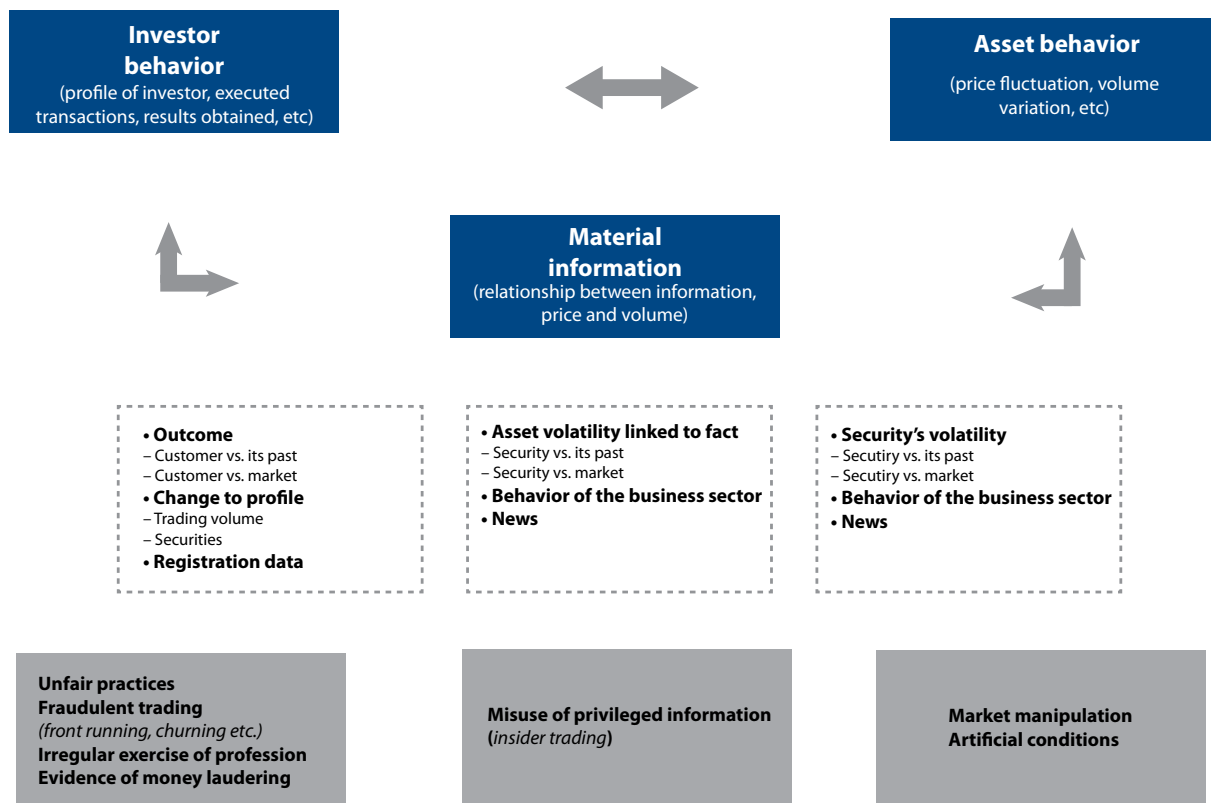 Investor
behavior
(profile of investor, executed
transactions, results obtained, etc)
Asset behavior
(price fluctuation, volume
variation, etc)
Material
information
(relationship between information,
price and volume)
• Outcome
– Customer vs. its past
– Customer vs. market
• Change to profile
– Trading volume
– Securities
• Registration data
• Asset volatility linked to fact
– Security vs. its past
– Security vs. market
• Behavior of the business sector
• News
• Security's volatility
– Secutiry vs. its past
– Secutiry vs. market
• Behavior of the business sector
• News
Unfair practices
Fraudulent trading
(front running, churning etc.)
Irregular exercise of profession
Evidence of money laudering
Misuse of privileged information
(insider trading)
Market manipulation
Artificial conditions